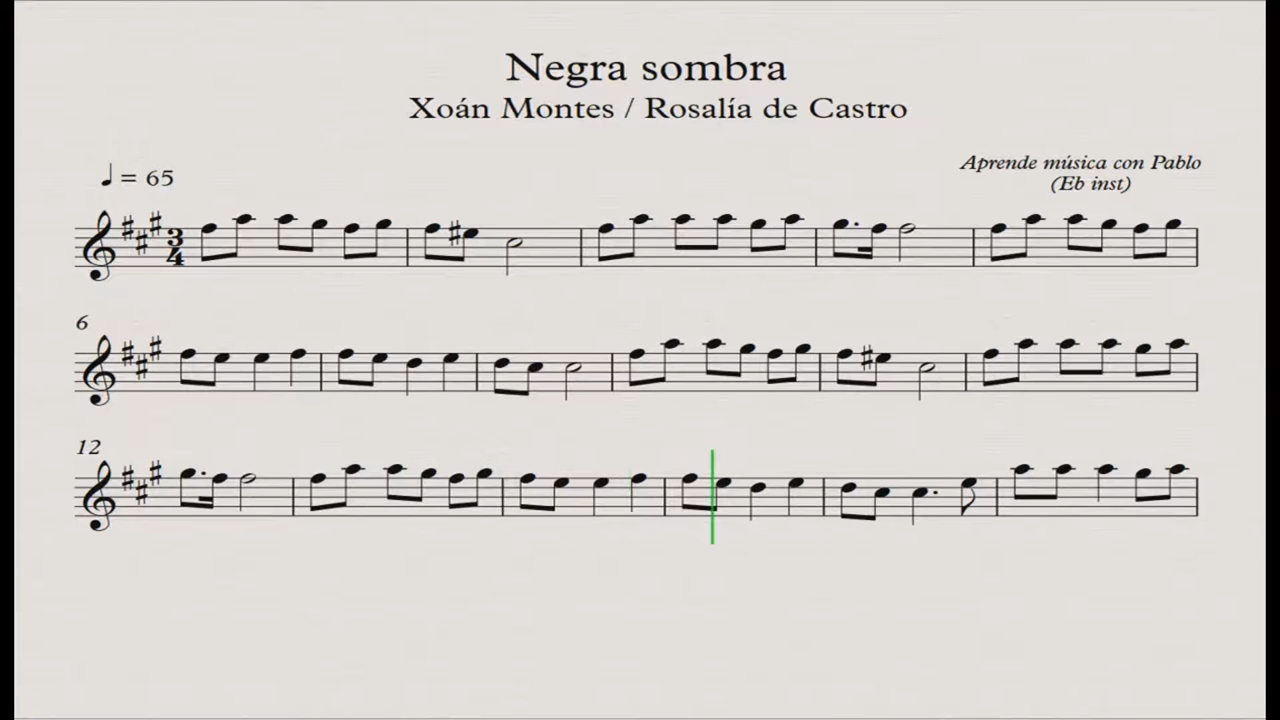 Negra sombra
Xoán Montes / Rosalía de Castro
Aprende música con Pablo
♩ = 65
(Eb inst)
3
4
6
12